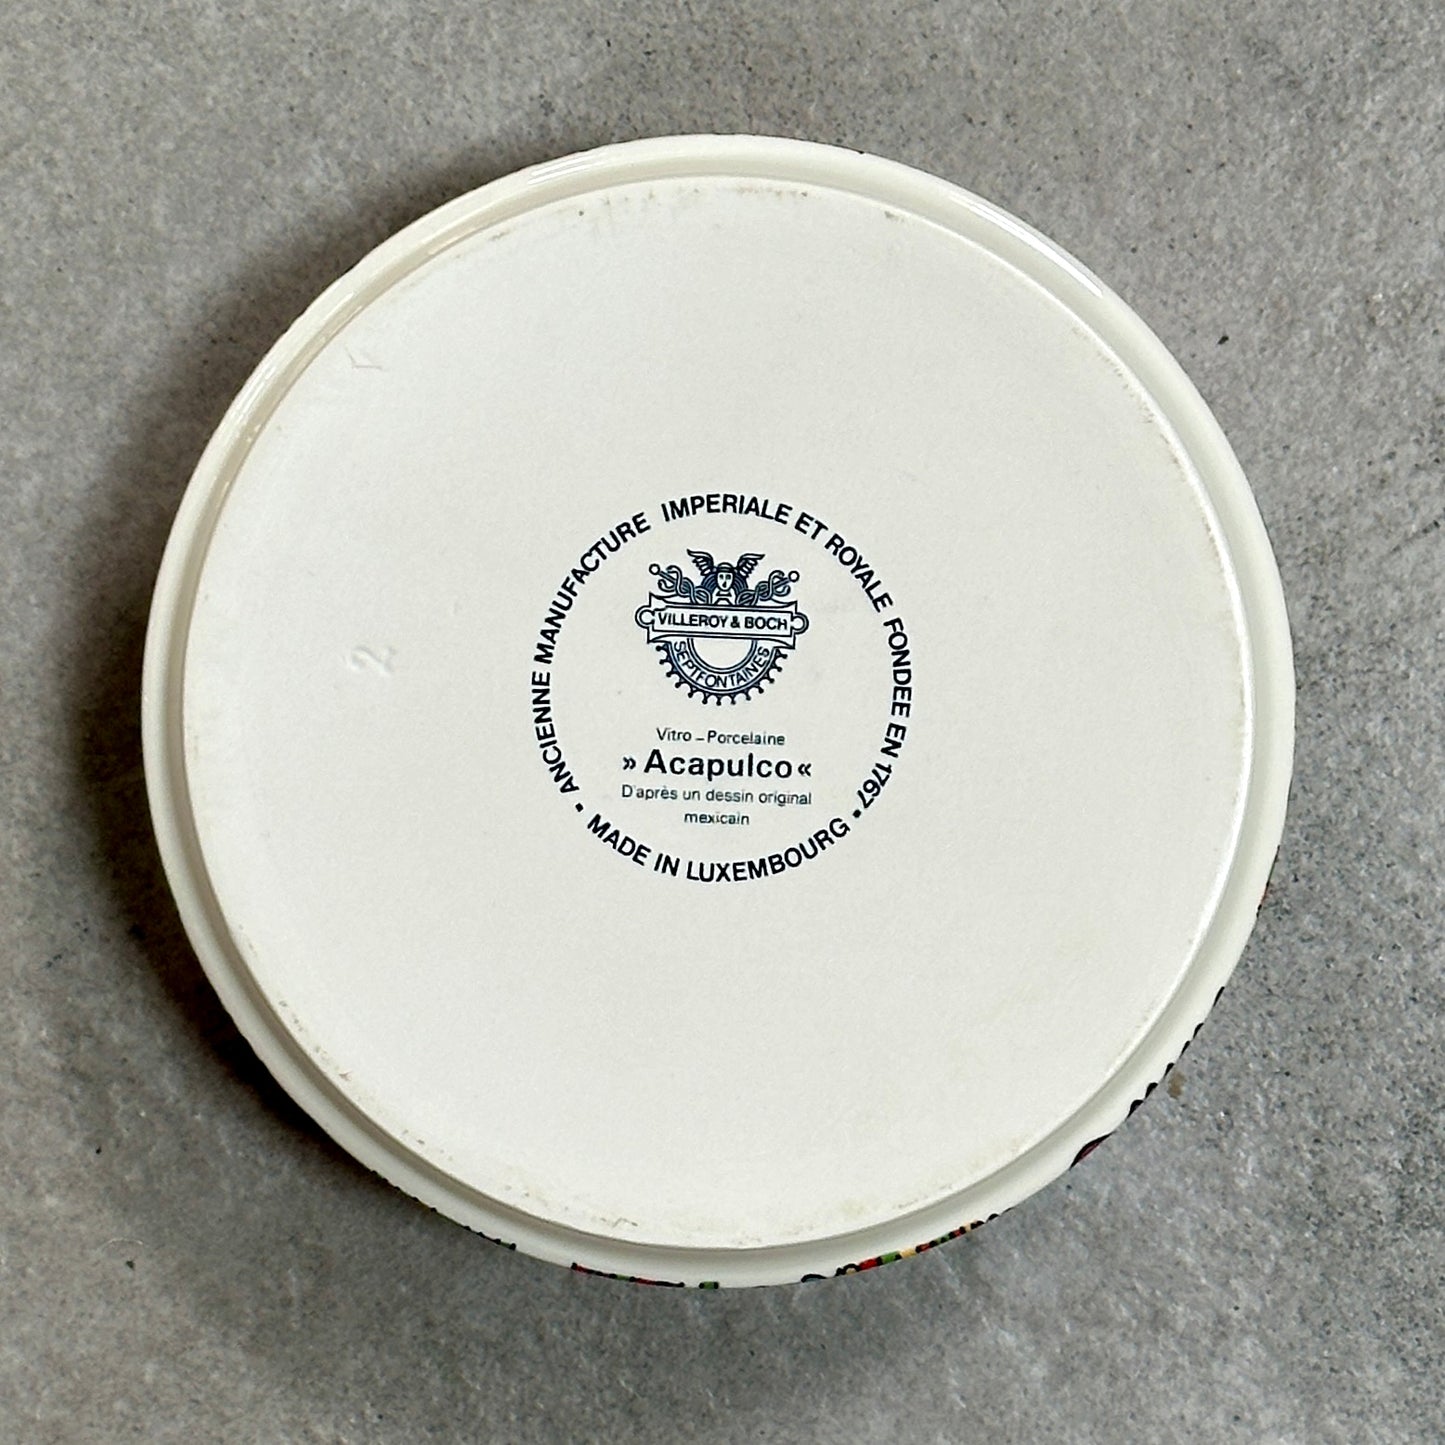 ANCIENNE MANUFACTURE IMPERIALE ET ROYALE FONDEE EN 1767
VILLEROY & BOCH
SEPTFONTAINES
Vitro - Porcelaine
» Acapulco «
D'après un dessin original
mexicain
• MADE IN LUXEMBOURG •
2